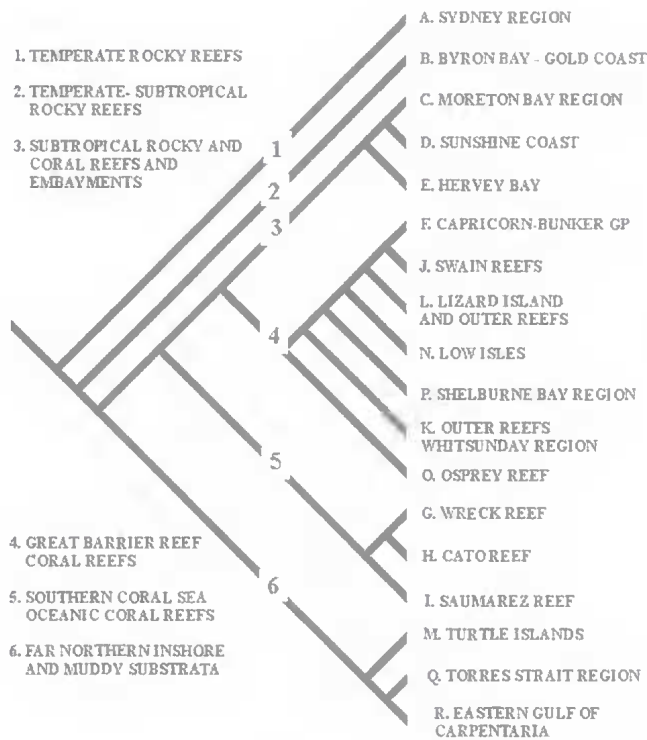 1. TEMPERATE ROCKY REEFS
2. TEMPERATE- SUBTROPICAL
ROCKY REEFS
3. SUBTROPICAL ROCKY AND
CORAL REEFS AND
EMBAYMENTS
1
2
3
4
5
6
A. SYDNEY REGION
B. BYRON BAY - GOLD COAST
C. MORETON BAY REGION
D. SUNSHINE COAST
E. HERVEY BAY
F. CAPRICORN-BUNKER GP
J. SWAIN REEFS
L. LIZARD ISLAND
AND OUTER REEFS
N. LOW ISLES
P. SHELBURNE BAY REGION
K. OUTER REEFS
WHITSUNDAY REGION
O. OSPREY REEF
G. WRECK REEF
H. CATO REEF
I. SAUMAREZ REEF
M. TURTLE ISLANDS
Q. TORRES STRAIT REGION
R. EASTERN GULF OF
CARPENTARIA
4. GREAT BARRIER REEF
CORAL REEFS
5. SOUTHERN CORAL SEA
OCEANIC CORAL REEFS
6. FAR NORTHERN INSHORE
AND MUDDY SUBSTRATA